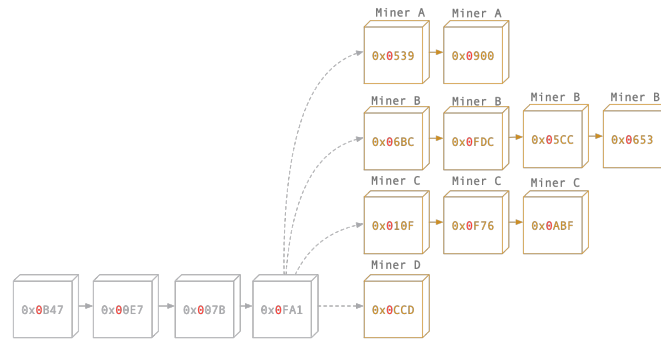 Miner A Miner A
0x0539 0x0900
Miner B Miner B Miner B Miner B
0x06BC 0x0FDC 0x05CC 0x0653
Miner C Miner C Miner C
0x010F 0x0F76 0x0ABF
Miner D
0x0B47 0x00E7 0x007B 0x0FA1 0x0CCD